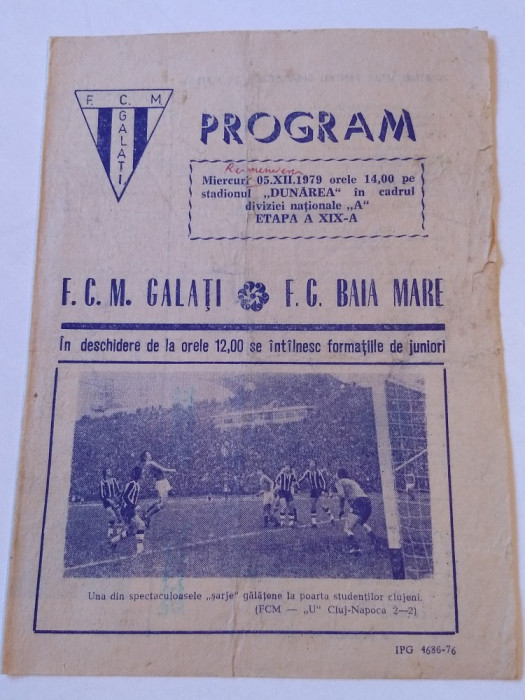 F. C. M.
GALATI
PROGRAM
Miercuri 05.XII.1979 orele 14,00 pe
stadionul „DUNĂREA" în cadrul
diviziei naționale „A"
ETAPA A XIX-A
F.C.M. GALAȚI F.C. BAIA MARE
În deschidere de la orele 12,00 se întîlnesc formațiile de juniori
Una din spectaculoasele „șarje" gălățene la poarta studenților clujeni.
(FCM — „U" Cluj-Napoca 2—2)
IPG 4686-76